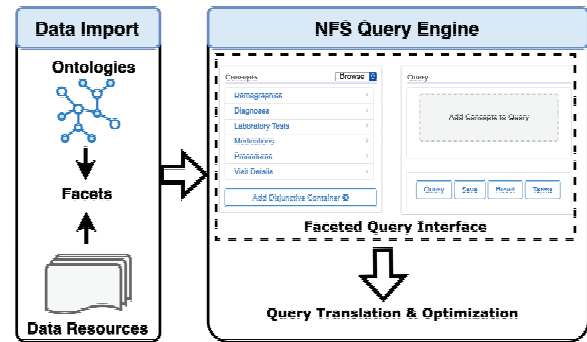 Data Import
Ontologies
Facets
Data Resources
NFS Query Engine
Concepts
Browse
Demographics
Diagnoses
Laboratory Tests
Medications
Procedures
Visit Details
Add Disjunctive Container
Query
Add Concepts to Query
Query
Save
Reset
Terms
Faceted Query Interface
Query Translation & Optimization